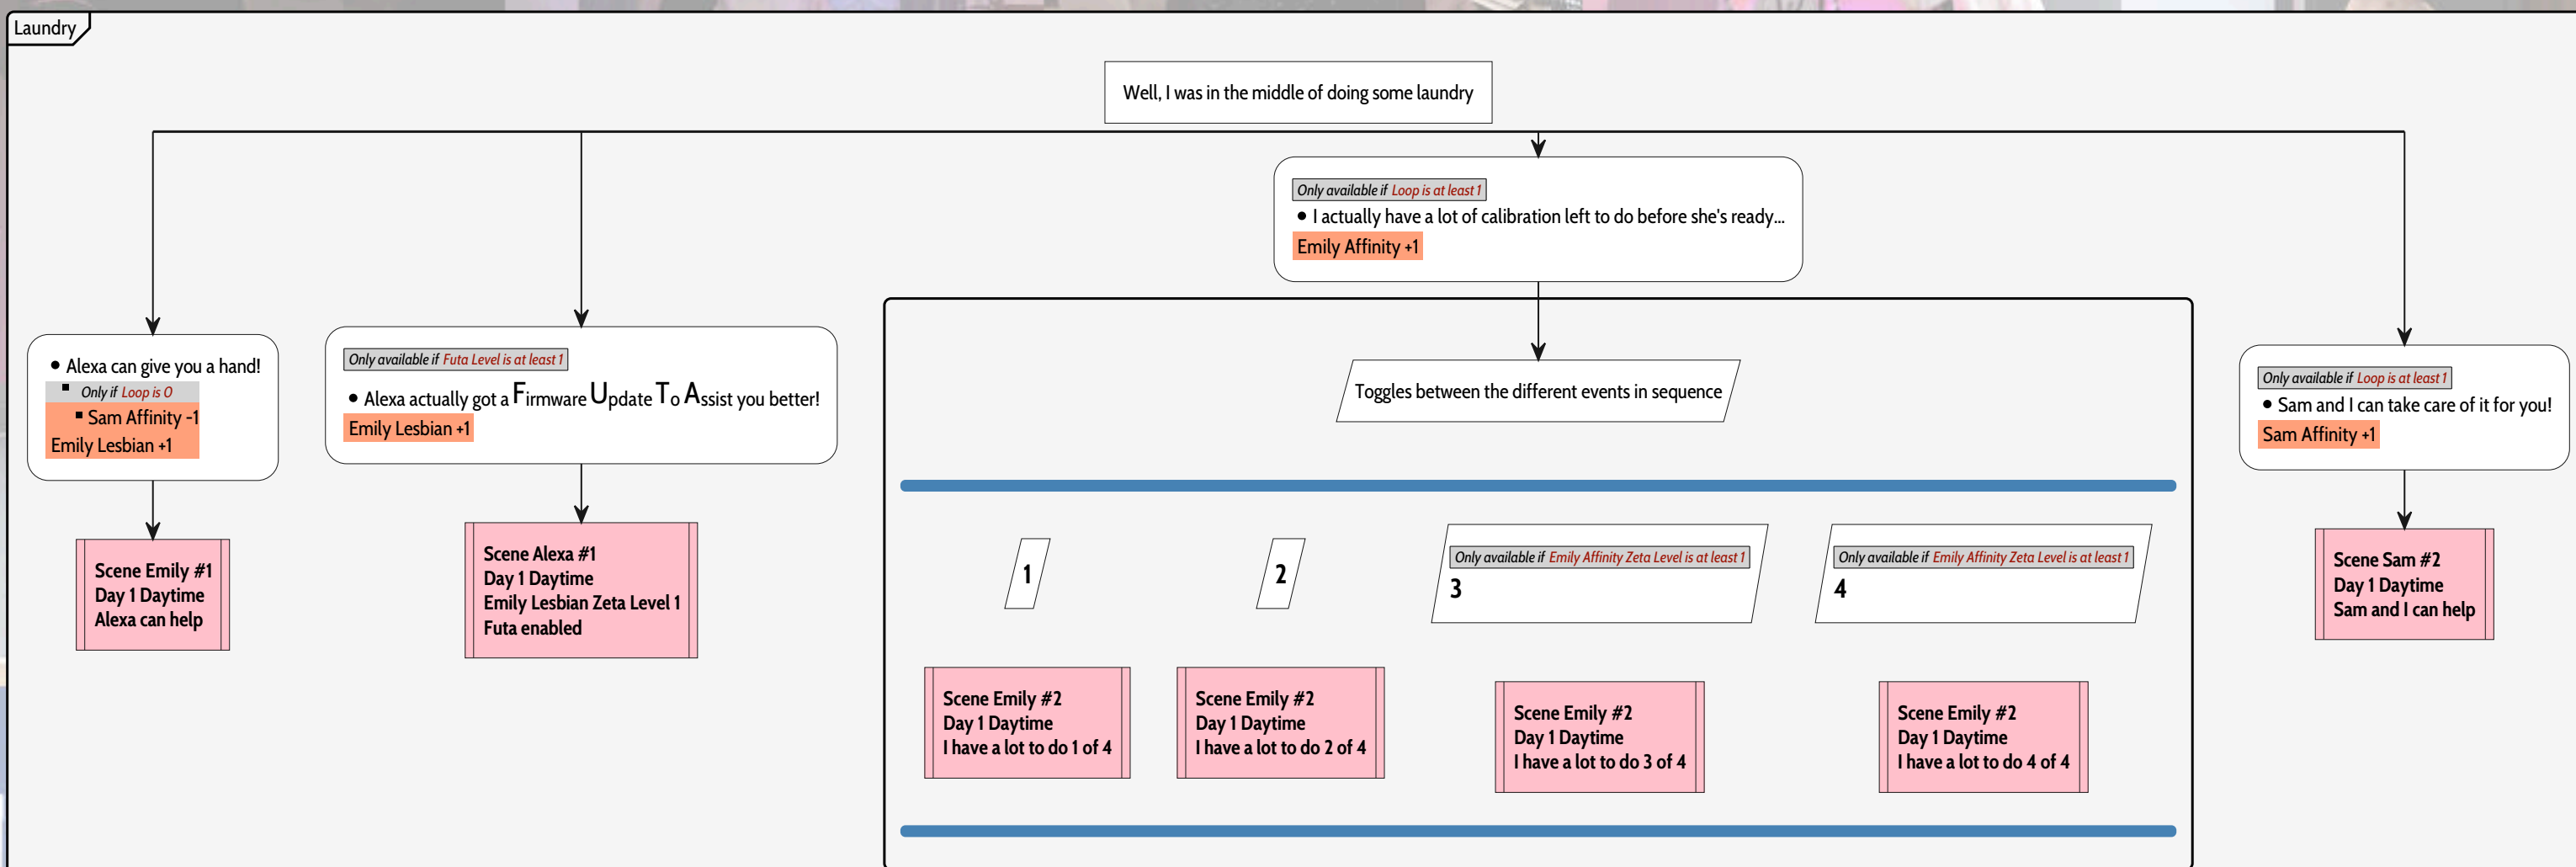 Laundry
Well, I was in the middle of doing some laundry
Only available if Loop is at least 1
• I actually have a lot of calibration left to do before she's ready...
Emily Affinity +1
• Alexa can give you a hand!
▪ Only if Loop is 0
▪ Sam Affinity -1
Emily Lesbian +1
Only available if Futa Level is at least 1
• Alexa actually got a Firmware Update To Assist you better!
Emily Lesbian +1
Toggles between the different events in sequence
Only available if Loop is at least 1
• Sam and I can take care of it for you!
Sam Affinity +1
Scene Emily #1
Day 1 Daytime
Alexa can help
Scene Alexa #1
Day 1 Daytime
Emily Lesbian Zeta Level 1
Futa enabled
1
2
Only available if Emily Affinity Zeta Level is at least 1
3
Only available if Emily Affinity Zeta Level is at least 1
4
Scene Sam #2
Day 1 Daytime
Sam and I can help
Scene Emily #2
Day 1 Daytime
I have a lot to do 1 of 4
Scene Emily #2
Day 1 Daytime
I have a lot to do 2 of 4
Scene Emily #2
Day 1 Daytime
I have a lot to do 3 of 4
Scene Emily #2
Day 1 Daytime
I have a lot to do 4 of 4